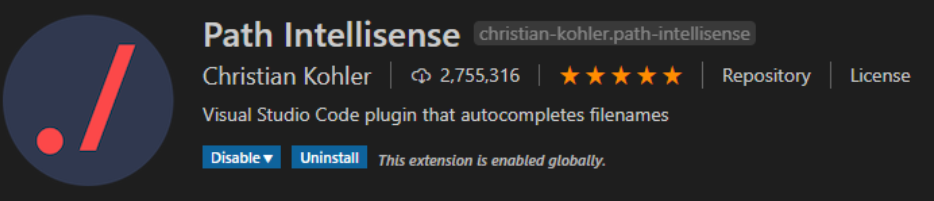 ./
Path Intellisense christian-kohler.path-intellisense
Christian Kohler 2,755,316 Repository License
Visual Studio Code plugin that autocompletes filenames
Disable Uninstall This extension is enabled globally.